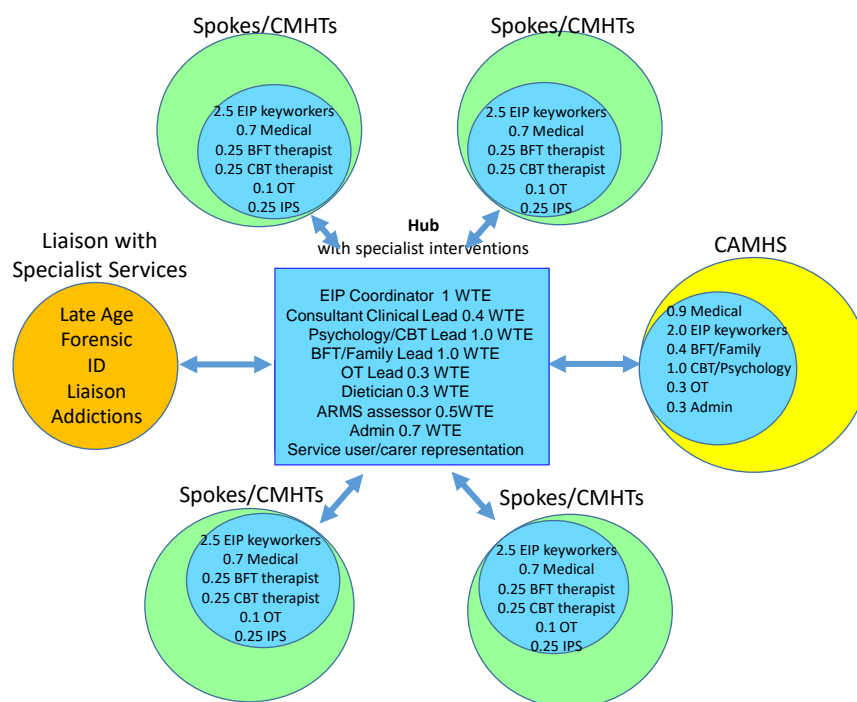 Spokes/CMHTs
2.5 EIP keyworkers
0.7 Medical
0.25 BFT therapist
0.25 CBT therapist
0.1 OT
0.25 IPS
Spokes/CMHTs
2.5 EIP keyworkers
0.7 Medical
0.25 BFT therapist
0.25 CBT therapist
0.1 OT
0.25 IPS
Liaison with
Specialist Services
Late Age
Forensic
ID
Liaison
Addictions
Hub
with specialist interventions
EIP Coordinator 1 WTE
Consultant Clinical Lead 0.4 WTE
Psychology/CBT Lead 1.0 WTE
BFT/Family Lead 1.0 WTE
OT Lead 0.3 WTE
Dietician 0.3 WTE
ARMS assessor 0.5WTE
Admin 0.7 WTE
Service user/carer representation
CAMHS
0.9 Medical
2.0 EIP keyworkers
0.4 BFT/Family
1.0 CBT/Psychology
0.3 OT
0.3 Admin
Spokes/CMHTs
2.5 EIP keyworkers
0.7 Medical
0.25 BFT therapist
0.25 CBT therapist
0.1 OT
0.25 IPS
Spokes/CMHTs
2.5 EIP keyworkers
0.7 Medical
0.25 BFT therapist
0.25 CBT therapist
0.1 OT
0.25 IPS